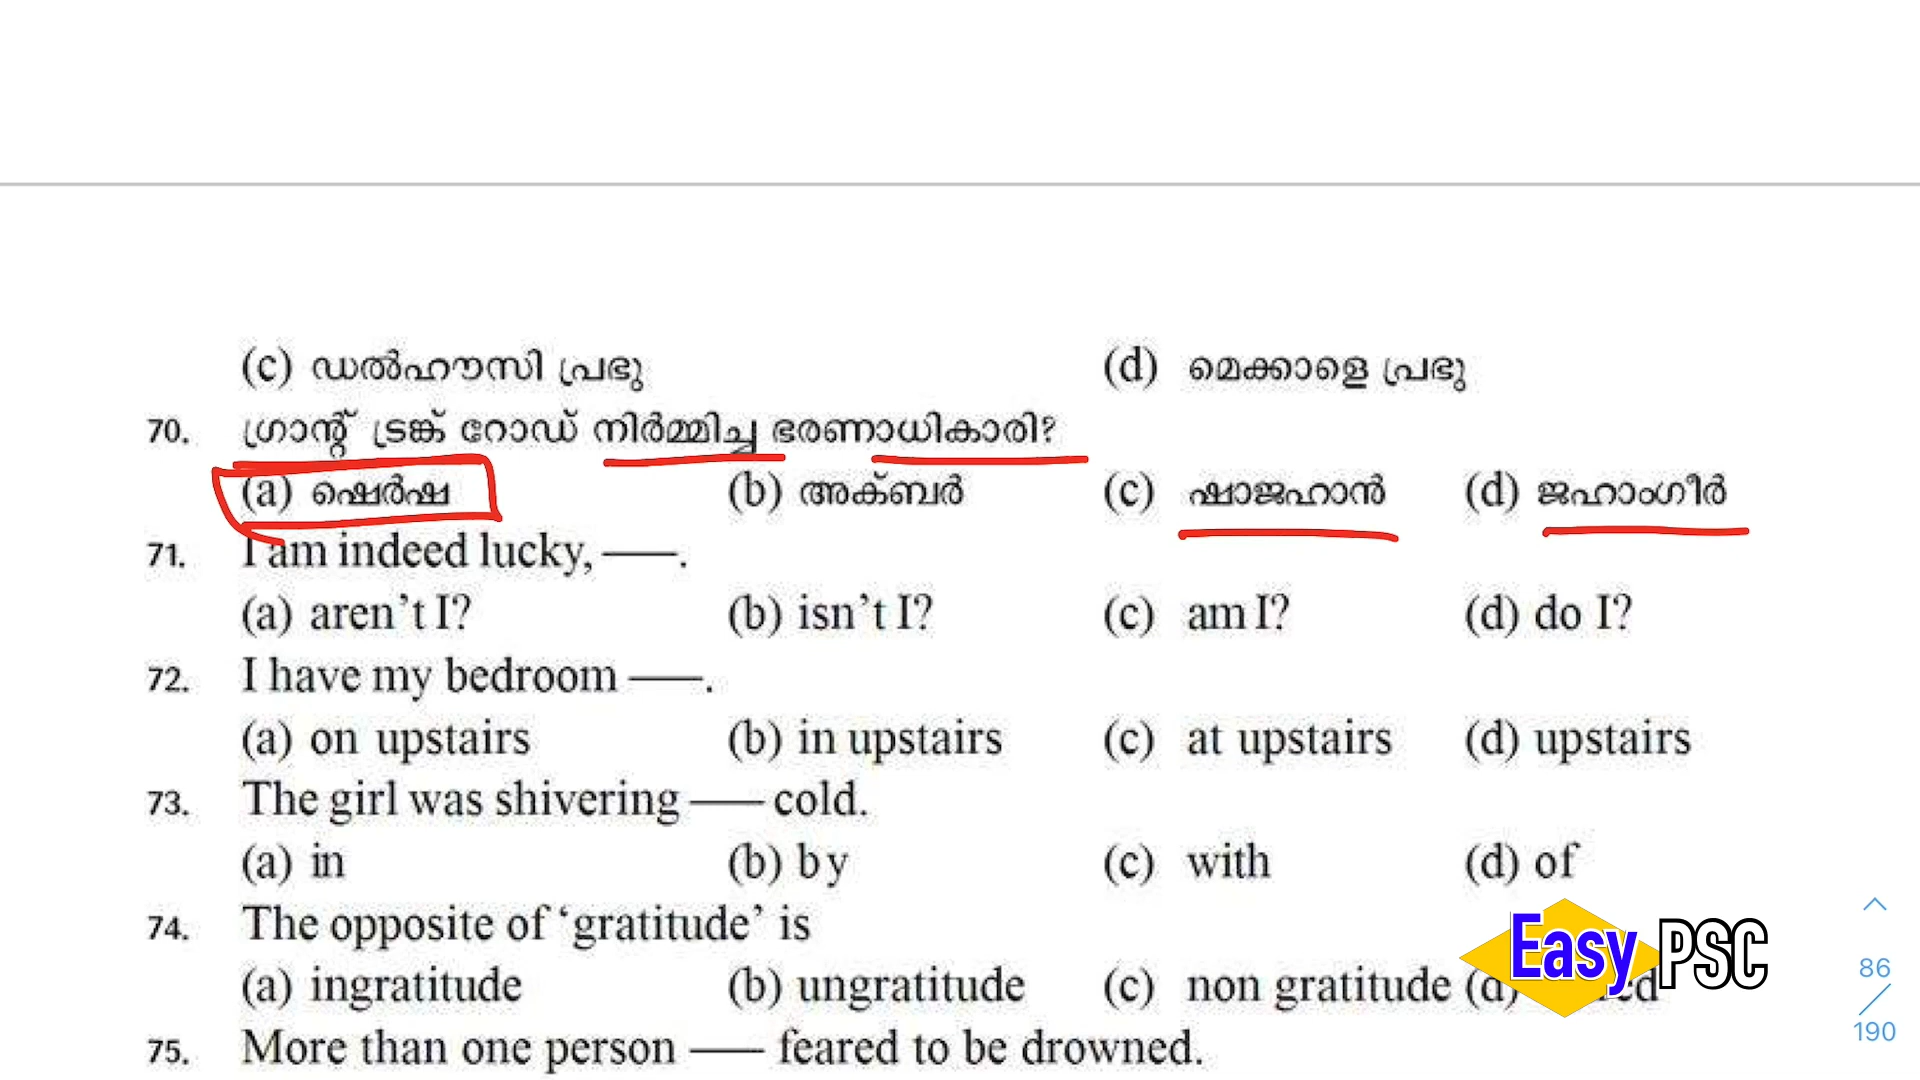 (c) ഡൽഹൗസി പ്രഭു (d) മെക്കാളെ പ്രഭു
70. ഗ്രാന്റ് ട്രങ്ക് റോഡ് നിർമ്മിച്ച ഭരണാധികാരി?
(a) ഷെർഷ (b) അക്ബർ (c) ഷാജഹാൻ (d) ജഹാംഗീർ
71. I am indeed lucky, ——.
(a) aren’t I? (b) isn’t I? (c) am I? (d) do I?
72. I have my bedroom ——.
(a) on upstairs (b) in upstairs (c) at upstairs (d) upstairs
73. The girl was shivering —— cold.
(a) in (b) by (c) with (d) of
74. The opposite of ‘gratitude’ is
(a) ingratitude (b) ungratitude (c) non gratitude (d)
75. More than one person —— feared to be drowned.
Easy PSC
86
190